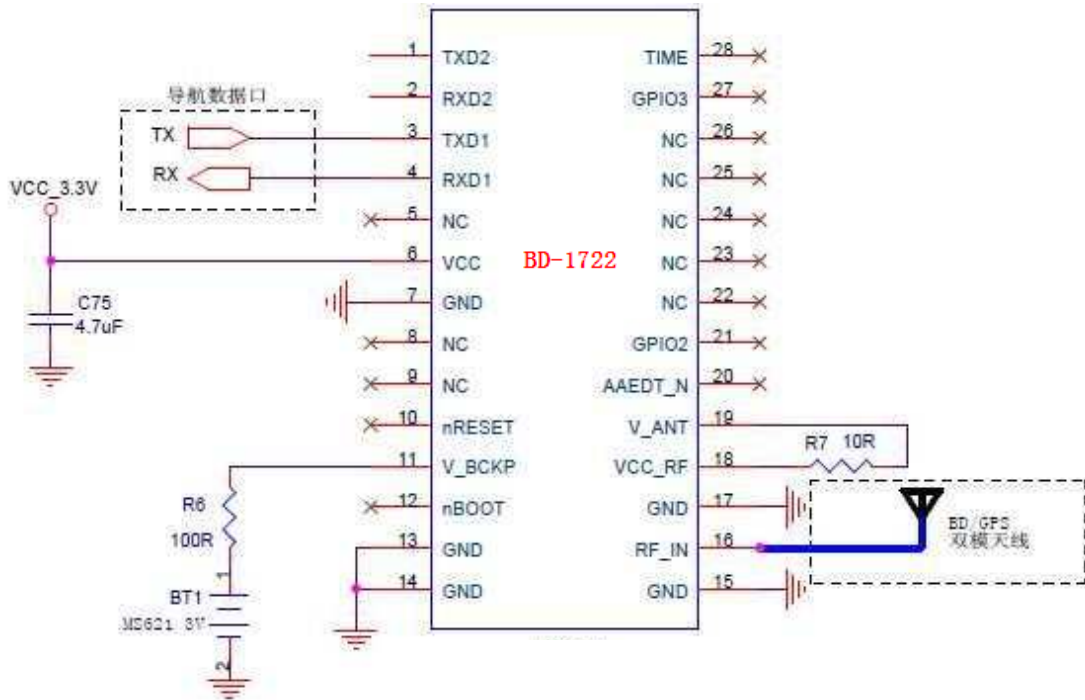 1 TXD2
2 RXD2
导航数据口
TX
3 TXD1
RX
4 RXD1
VCC_3.3V
5 NC
6 VCC
BD-1722
7 GND
C75
4.7uF
8 NC
9 NC
10 nRESET
11 V_BCKP
R6
100R
12 nBOOT
13 GND
14 GND
1
BT1
MS621 3V
2
TIME 28
GPIO3 27
NC 26
NC 25
NC 24
NC 23
NC 22
GPIO2 21
AAEDT_N 20
V_ANT 19
R7 10R
VCC_RF 18
GND 17
BD/GPS
双模天线
RF_IN 16
GND 15